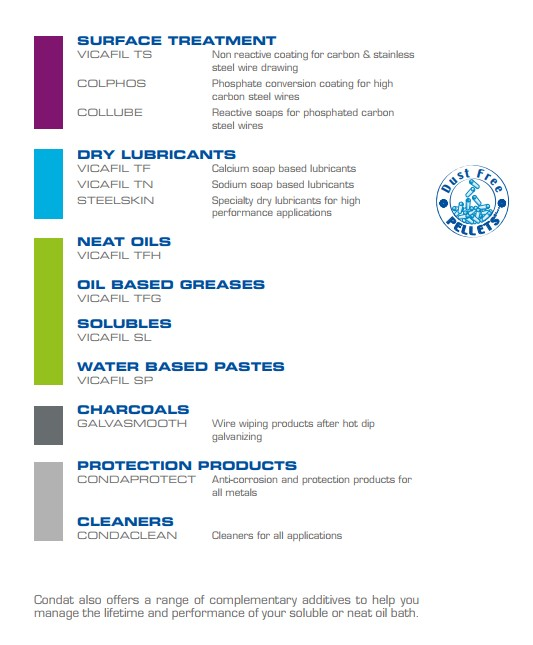 SURFACE TREATMENT
VICAFIL TS Non reactive coating for carbon & stainless
steel wire drawing
COLPHOS Phosphate conversion coating for high
carbon steel wires
COLLUBE Reactive soaps for phosphated carbon
steel wires
DRY LUBRICANTS
VICAFIL TF Calcium soap based lubricants
VICAFIL TN Sodium soap based lubricants
STEELSKIN Specialty dry lubricants for high
performance applications
Dust Free
PELLETS
NEAT OILS
VICAFIL TFH
OIL BASED GREASES
VICAFIL TFG
SOLUBLES
VICAFIL SL
WATER BASED PASTES
VICAFIL SP
CHARCOALS
GALVASMOOTH Wire wiping products after hot dip
galvanizing
PROTECTION PRODUCTS
CONDAPROTECT Anti-corrosion and protection products for
all metals
CLEANERS
CONDACLEAN Cleaners for all applications
Condat also offers a range of complementary additives to help you
manage the lifetime and performance of your soluble or neat oil bath.